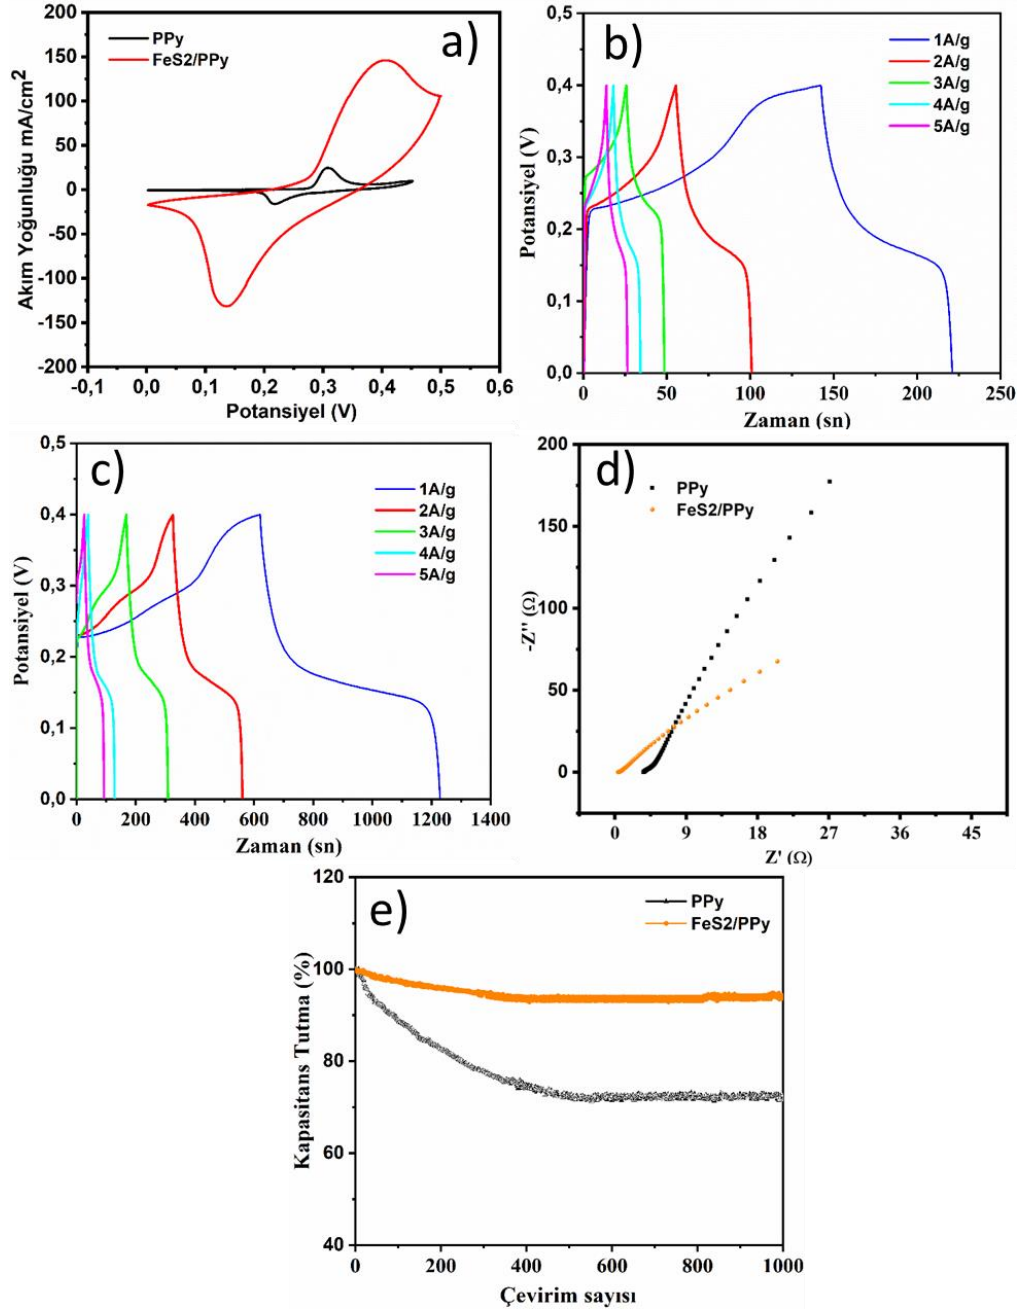 a)
PPy
FeS2/PPy
200
150
100
50
0
-50
-100
-150
-200
-0,1 0,0 0,1 0,2 0,3 0,4 0,5 0,6
Akım Yoğunluğu mA/cm2
Potansiyel (V)
b)
1A/g
2A/g
3A/g
4A/g
5A/g
0,5
0,4
0,3
0,2
0,1
0,0
0 50 100 150 200 250
Potansiyel (V)
Zaman (sn)
c)
1A/g
2A/g
3A/g
4A/g
5A/g
0,5
0,4
0,3
0,2
0,1
0,0
0 200 400 600 800 1000 1200 1400
Potansiyel (V)
Zaman (sn)
d)
PPy
FeS2/PPy
200
150
100
50
0
0 9 18 27 36 45
-Z'' (Ω)
Z' (Ω)
e)
PPy
FeS2/PPy
120
100
80
60
40
0 200 400 600 800 1000
Kapasitans Tutma (%)
Çevirim sayısı